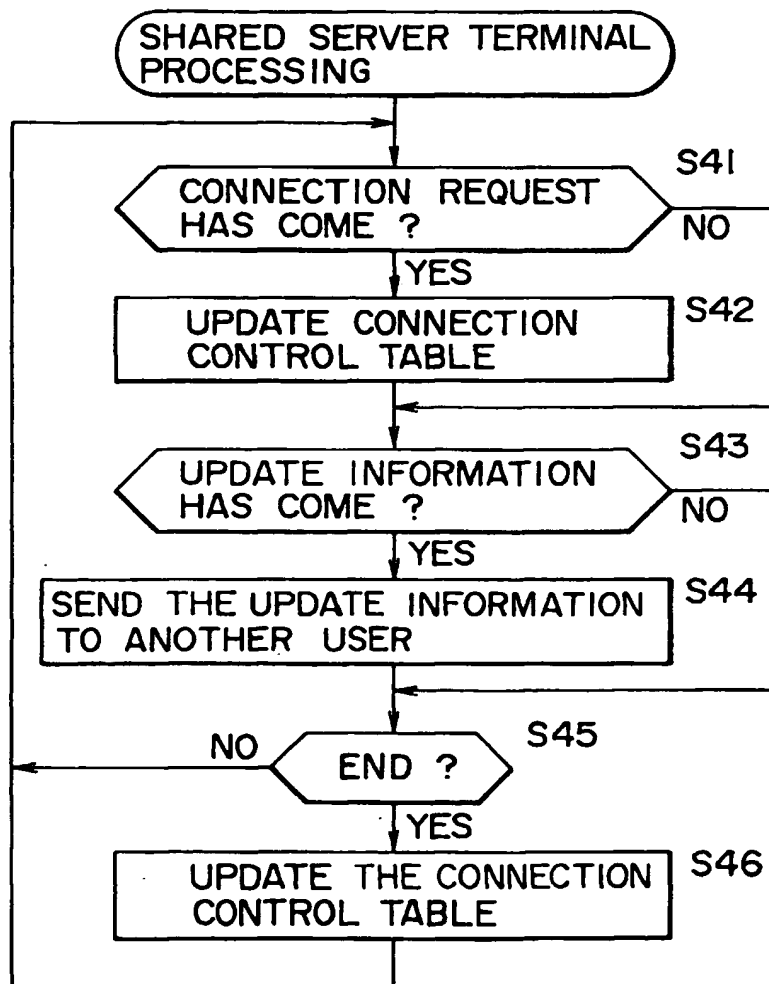 SHARED SERVER TERMINAL
PROCESSING
S41
CONNECTION REQUEST
HAS COME ?
NO
YES
S42
UPDATE CONNECTION
CONTROL TABLE
S43
UPDATE INFORMATION
HAS COME ?
NO
YES
S44
SEND THE UPDATE INFORMATION
TO ANOTHER USER
S45
NO
END ?
YES
S46
UPDATE THE CONNECTION
CONTROL TABLE